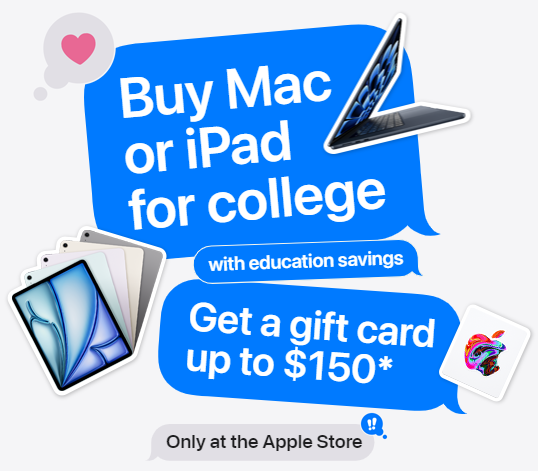 Buy Mac
or iPad
for college
with education savings
Get a gift card
up to $150*
‼
Only at the Apple Store